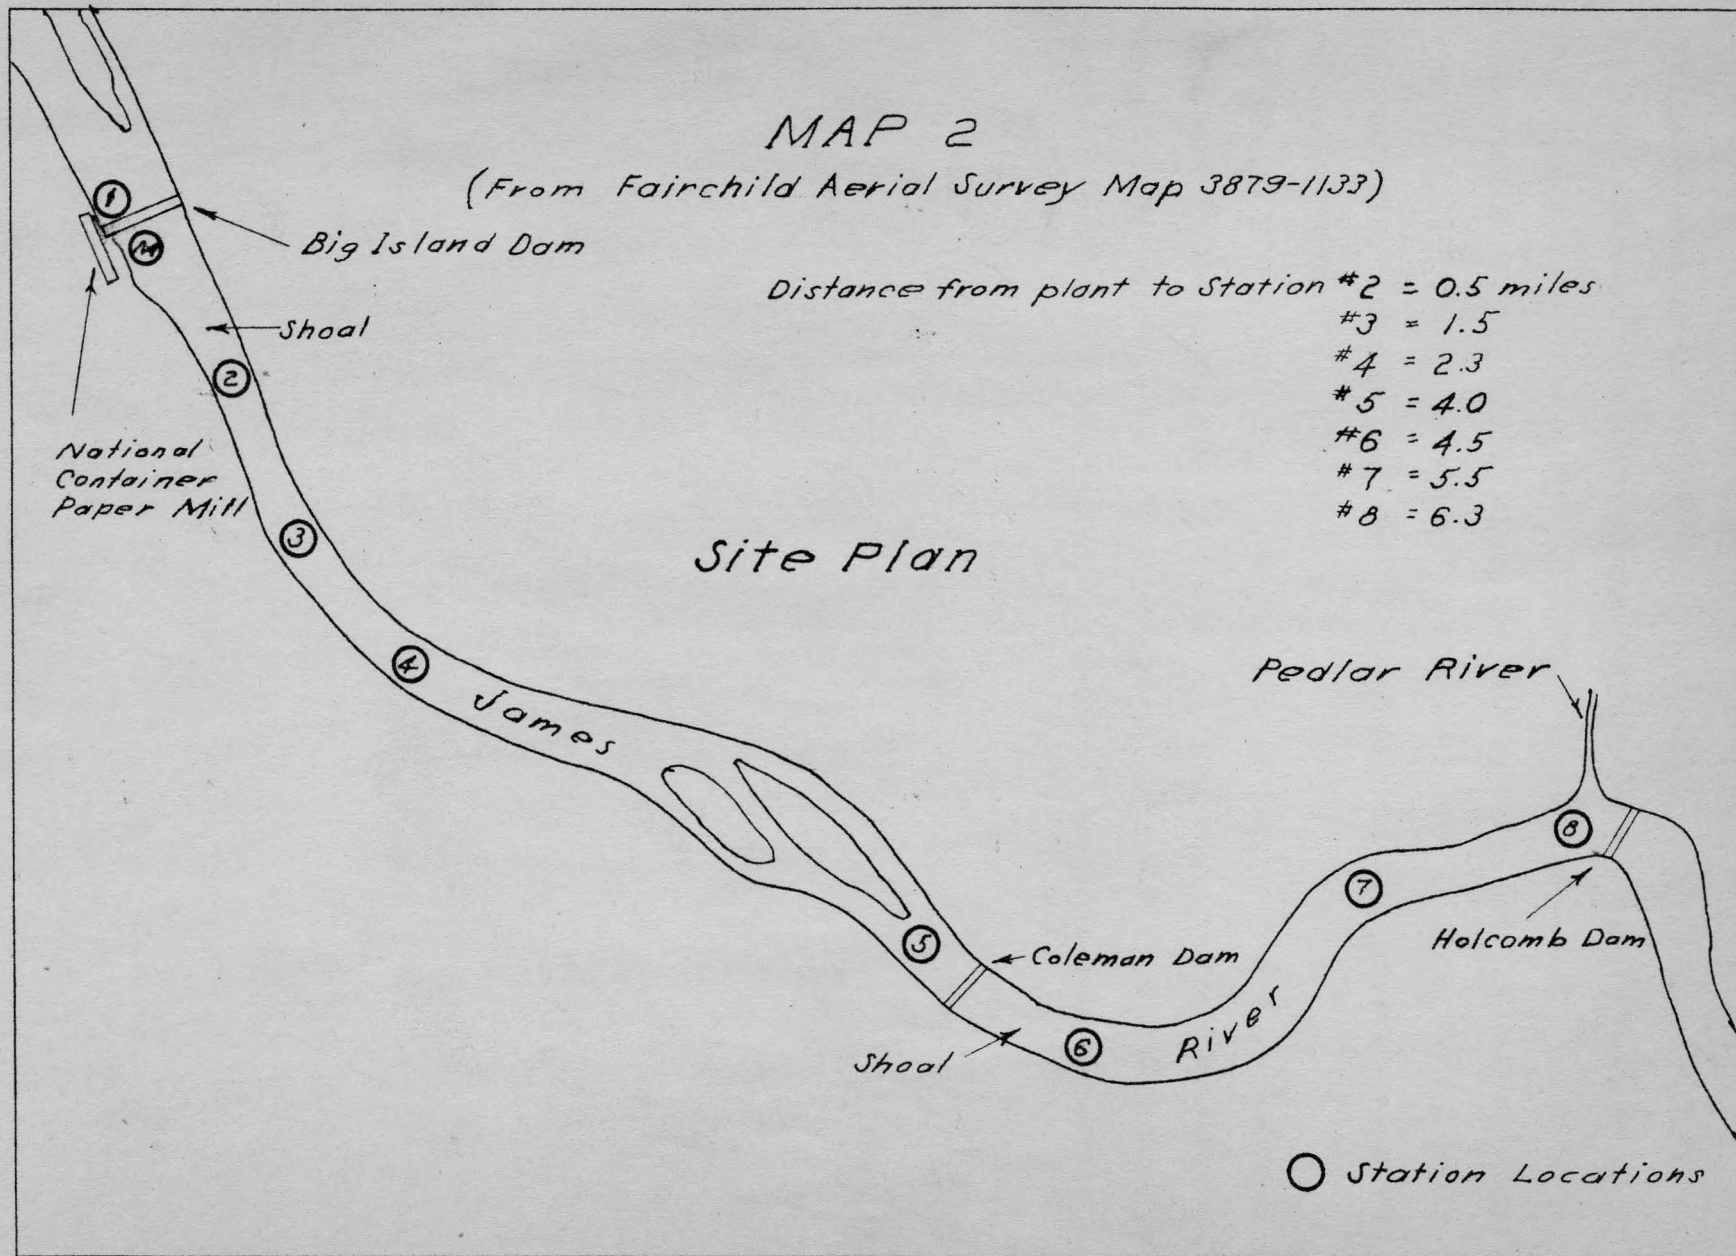 MAP 2
(From Fairchild Aerial Survey Map 3879-1133)
1
M
Big Island Dam
Distance from plant to Station #2 = 0.5 miles
#3 = 1.5
#4 = 2.3
#5 = 4.0
#6 = 4.5
#7 = 5.5
#8 = 6.3
Shoal
2
National
Container
Paper Mill
3
Site Plan
4
James
Pedlar River
8
7
5
Coleman Dam
Holcomb Dam
River
6
Shoal
Station Locations